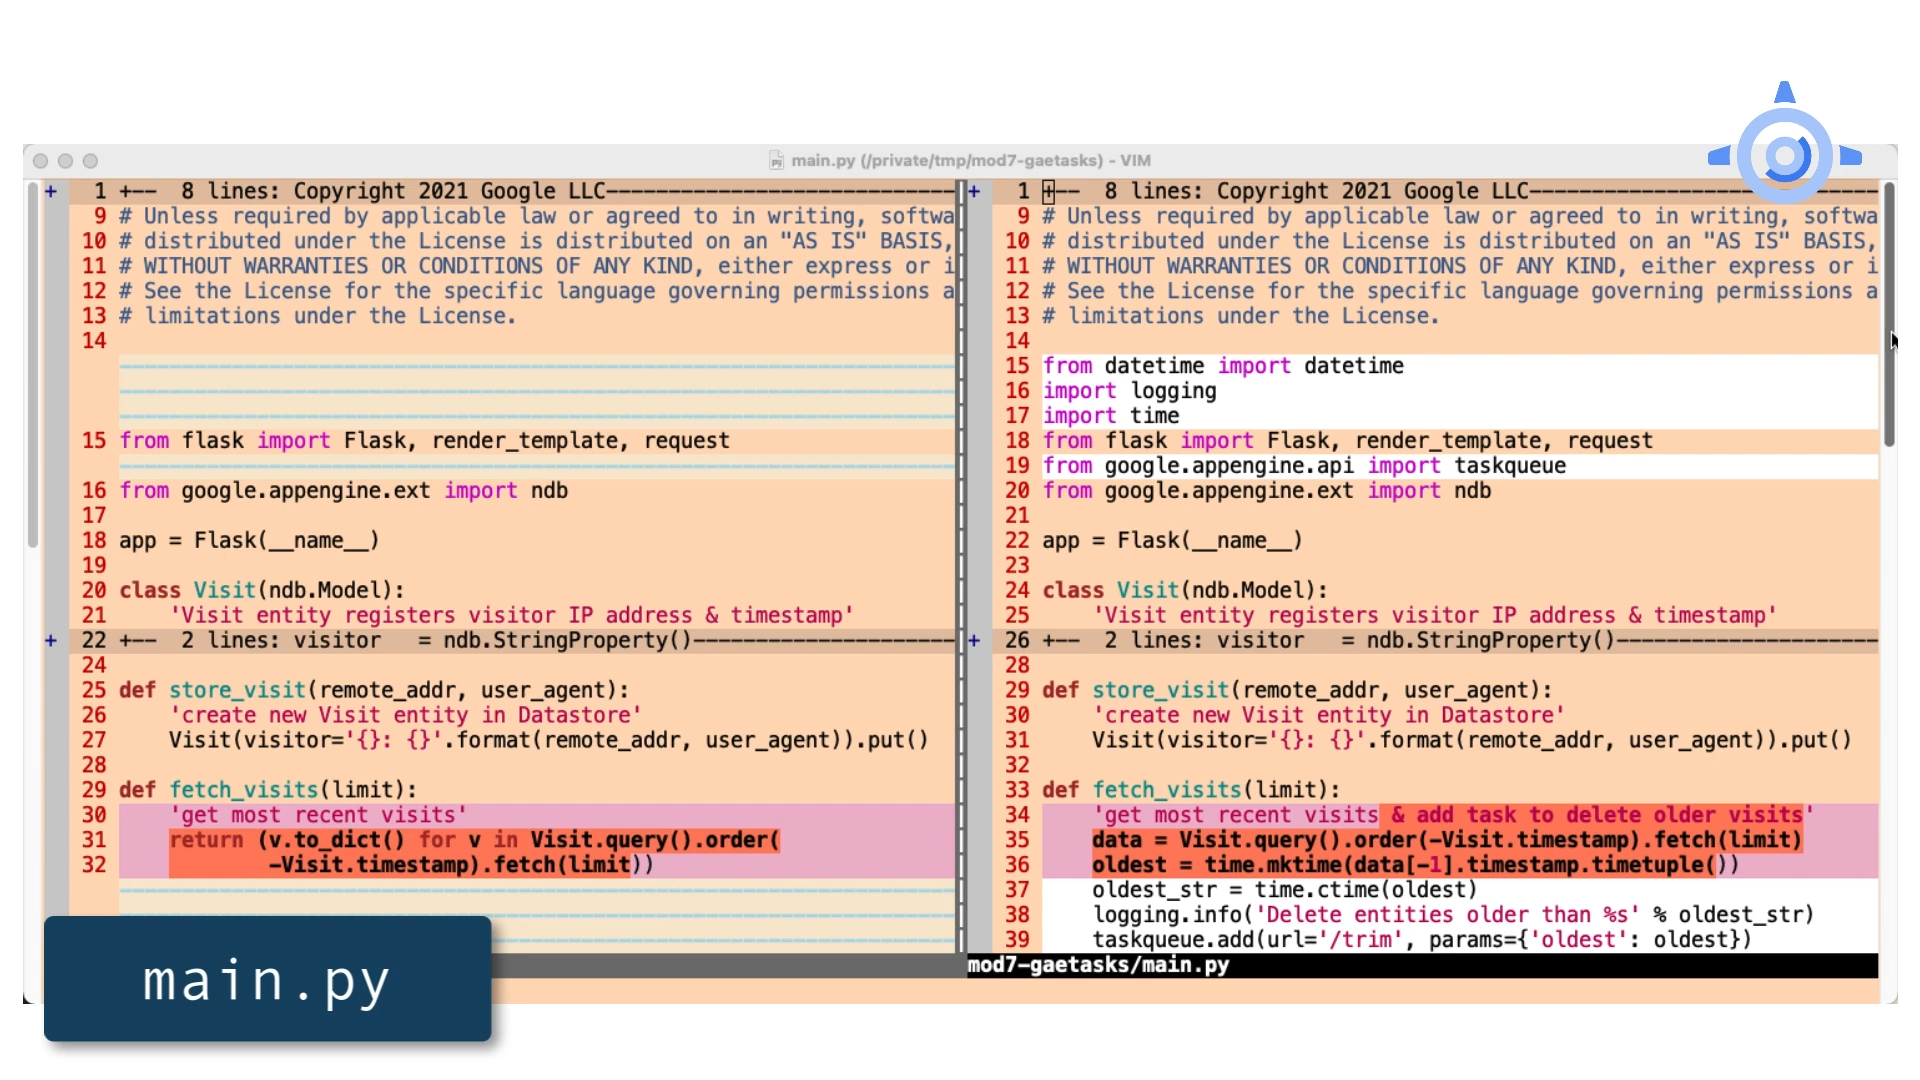 main.py (/private/tmp/mod7-gaetasks) - VIM
+ 1 +-- 8 lines: Copyright 2021 Google LLC
9 # Unless required by applicable law or agreed to in writing, softwa
10 # distributed under the License is distributed on an "AS IS" BASIS,
11 # WITHOUT WARRANTIES OR CONDITIONS OF ANY KIND, either express or i
12 # See the License for the specific language governing permissions a
13 # limitations under the License.
14
15 from flask import Flask, render_template, request
16 from google.appengine.ext import ndb
17
18 app = Flask(__name__)
19
20 class Visit(ndb.Model):
21     'Visit entity registers visitor IP address & timestamp'
+ 22 +-- 2 lines: visitor   = ndb.StringProperty()
24
25 def store_visit(remote_addr, user_agent):
26     'create new Visit entity in Datastore'
27     Visit(visitor='{}: {}'.format(remote_addr, user_agent)).put()
28
29 def fetch_visits(limit):
30     'get most recent visits'
31     return (v.to_dict() for v in Visit.query().order(
32             -Visit.timestamp).fetch(limit))
+ 1 +-- 8 lines: Copyright 2021 Google LLC
9 # Unless required by applicable law or agreed to in writing, softwa
10 # distributed under the License is distributed on an "AS IS" BASIS,
11 # WITHOUT WARRANTIES OR CONDITIONS OF ANY KIND, either express or i
12 # See the License for the specific language governing permissions a
13 # limitations under the License.
14
15 from datetime import datetime
16 import logging
17 import time
18 from flask import Flask, render_template, request
19 from google.appengine.api import taskqueue
20 from google.appengine.ext import ndb
21
22 app = Flask(__name__)
23
24 class Visit(ndb.Model):
25     'Visit entity registers visitor IP address & timestamp'
+ 26 +-- 2 lines: visitor   = ndb.StringProperty()
28
29 def store_visit(remote_addr, user_agent):
30     'create new Visit entity in Datastore'
31     Visit(visitor='{}: {}'.format(remote_addr, user_agent)).put()
32
33 def fetch_visits(limit):
34     'get most recent visits & add task to delete older visits'
35     data = Visit.query().order(-Visit.timestamp).fetch(limit)
36     oldest = time.mktime(data[-1].timestamp.timetuple())
37     oldest_str = time.ctime(oldest)
38     logging.info('Delete entities older than %s' % oldest_str)
39     taskqueue.add(url='/trim', params={'oldest': oldest})
mod7-gaetasks/main.py
main.py